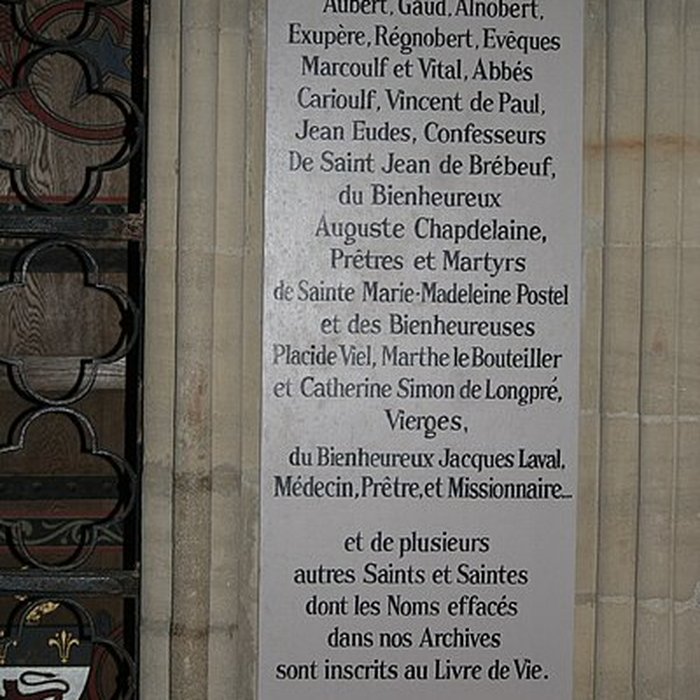 Aubert, Gaud, Alnobert,
Exupère, Régnobert, Evêques
Marcoulf et Vital, Abbés
Carioulf, Vincent de Paul,
Jean Eudes, Confesseurs
De Saint Jean de Brébeuf,
du Bienheureux
Auguste Chapdelaine,
Prêtres et Martyrs
de Sainte Marie-Madeleine Postel
et des Bienheureuses
Placide Viel, Marthe le Bouteiller
et Catherine Simon de Longpré,
Vierges,
du Bienheureux Jacques Laval,
Médecin, Prêtre, et Missionnaire...
et de plusieurs
autres Saints et Saintes
dont les Noms effacés
dans nos Archives
sont inscrits au Livre de Vie.